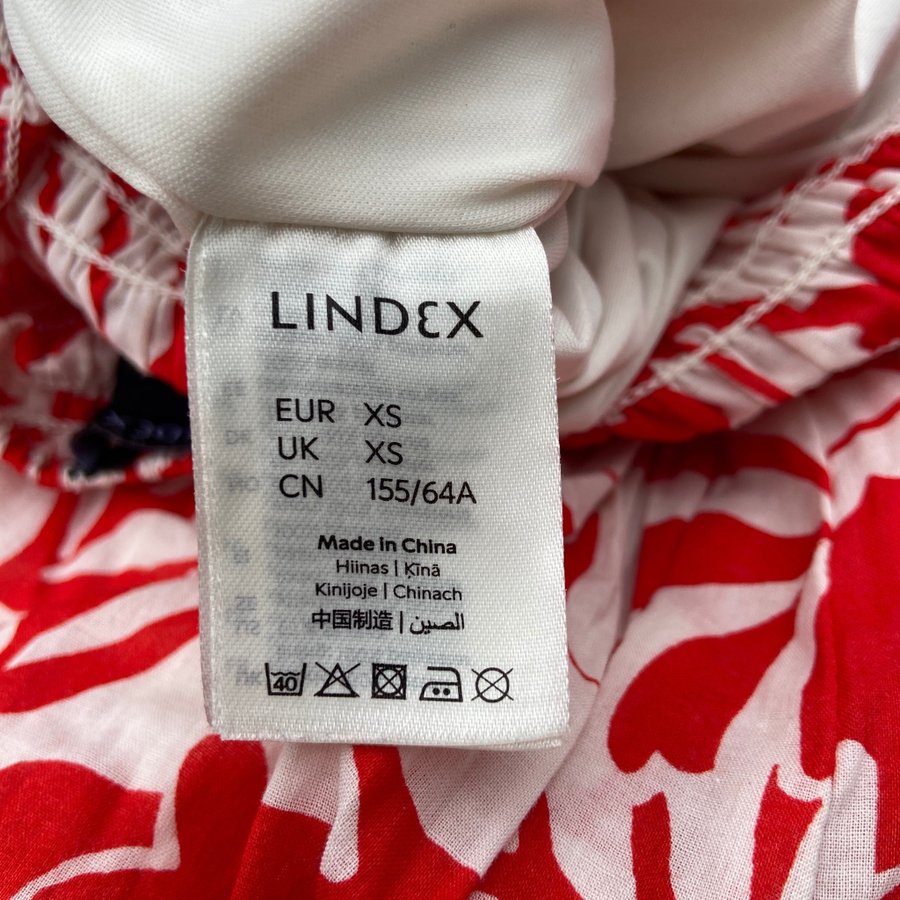 LINDEX
EUR XS
UK XS
CN 155/64A
Made in China
Hiinas | Ķīnā
Kinijoje | Chinach
中国制造 | الصين
40